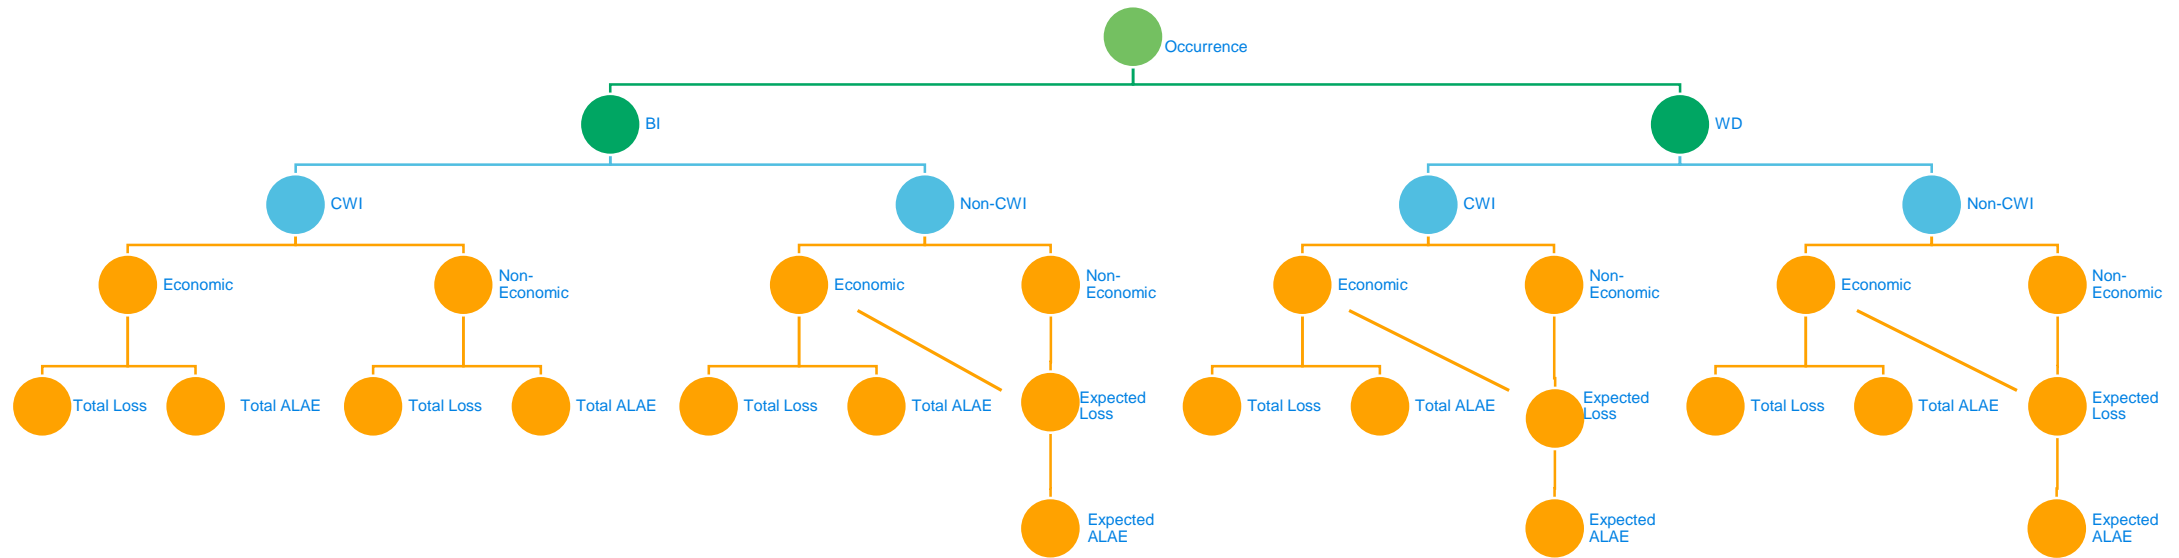 Occurrence
BI
WD
CWI
Non-CWI
CWI
Non-CWI
Economic
Non-
Economic
Economic
Non-
Economic
Economic
Non-
Economic
Economic
Non-
Economic
Total Loss
Total ALAE
Total Loss
Total ALAE
Total Loss
Total ALAE
Expected
Loss
Total Loss
Total ALAE
Expected
Loss
Total Loss
Total ALAE
Expected
Loss
Expected
ALAE
Expected
ALAE
Expected
ALAE